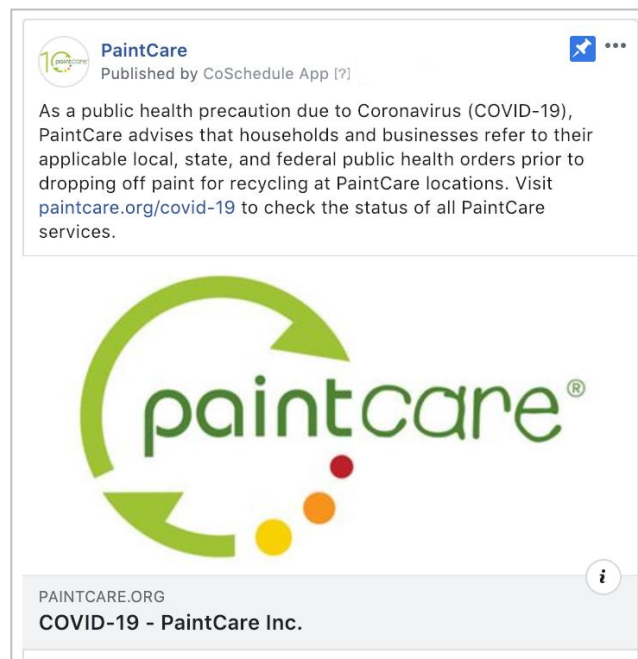 PaintCare
Published by CoSchedule App [?]
As a public health precaution due to Coronavirus (COVID-19),
PaintCare advises that households and businesses refer to their
applicable local, state, and federal public health orders prior to
dropping off paint for recycling at PaintCare locations. Visit
paintcare.org/covid-19 to check the status of all PaintCare
services.
paintcare®
i
PAINTCARE.ORG
COVID-19 - PaintCare Inc.